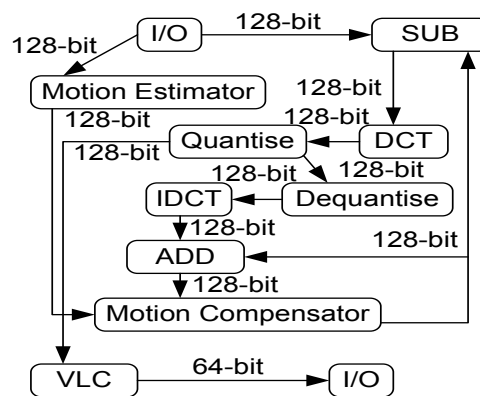 I/O
128-bit
SUB
128-bit
Motion Estimator
128-bit
128-bit
128-bit
Quantise
DCT
128-bit
128-bit
128-bit
IDCT
Dequantise
128-bit
128-bit
ADD
128-bit
Motion Compensator
64-bit
VLC
I/O